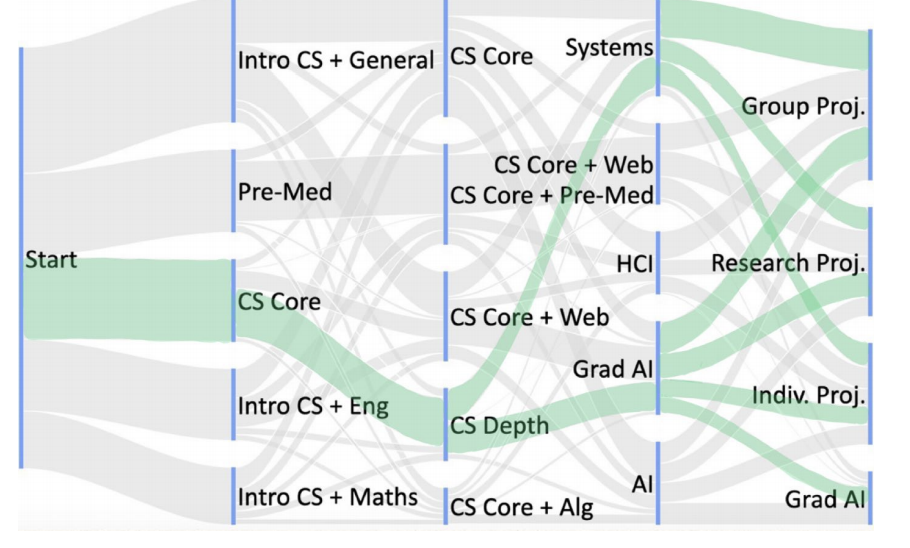 Start
Intro CS + General
Pre-Med
CS Core
Intro CS + Eng
Intro CS + Maths
CS Core
CS Core + Pre-Med
CS Core + Web
CS Depth
CS Core + Alg
Systems
CS Core + Web
HCI
Grad AI
AI
Group Proj.
Research Proj.
Indiv. Proj.
Grad AI